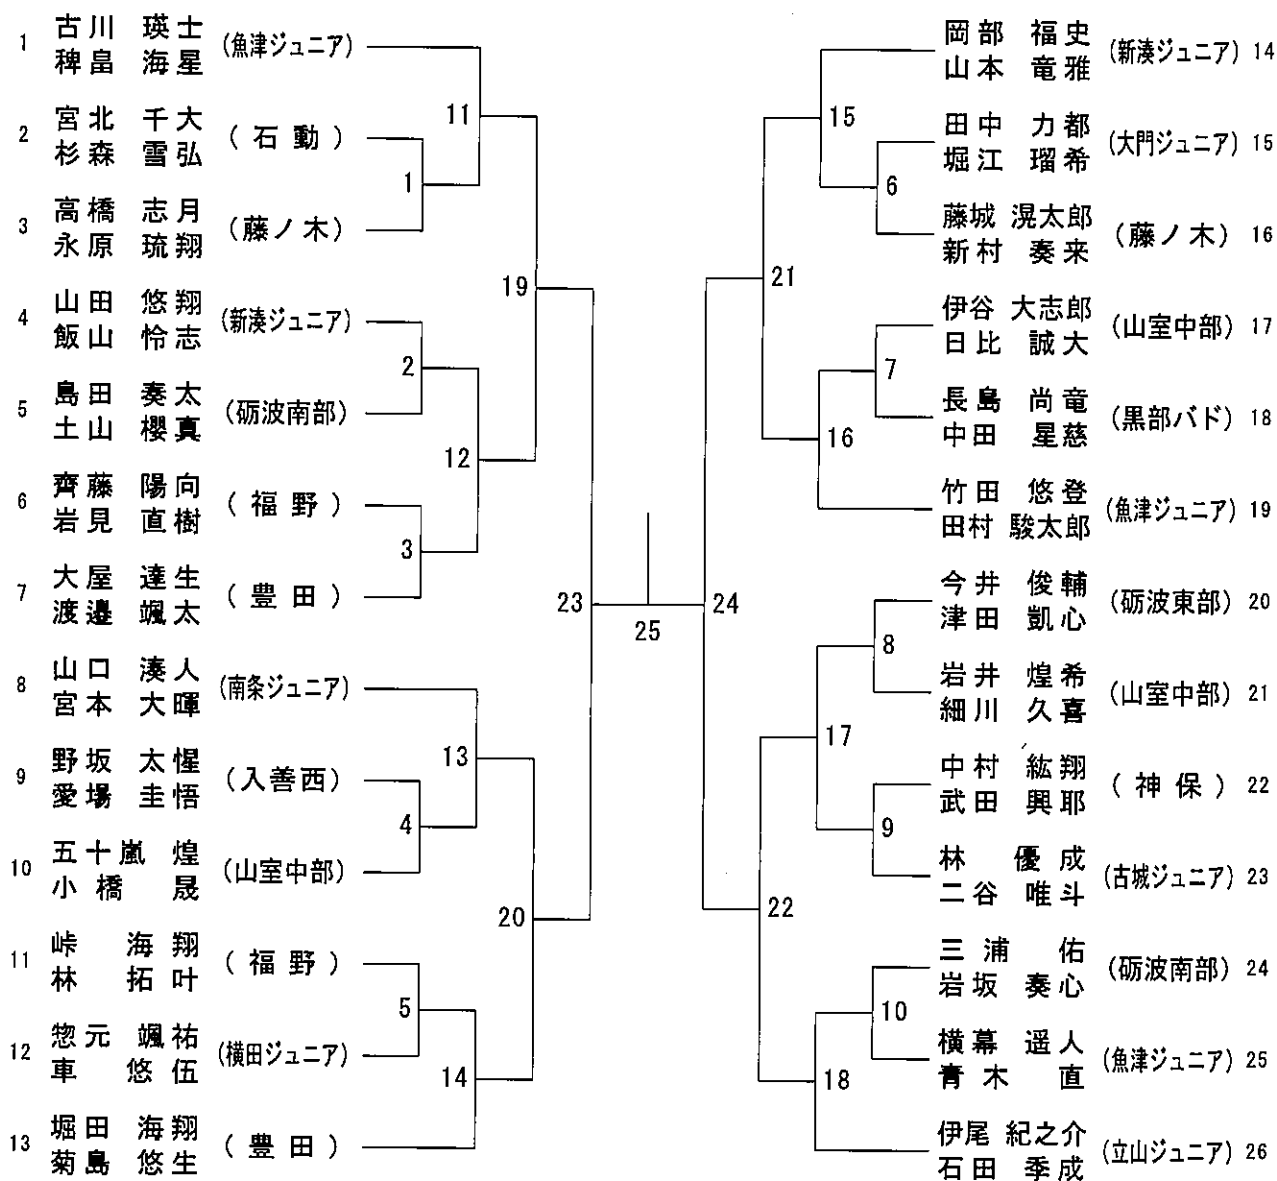 1 古川 瑛士 (魚津ジュニア)
稗畠 海星
2 宮北 千大 (石動)
杉森 雪弘
3 高橋 志月 (藤ノ木)
永原 琉翔
4 山田 悠翔 (新湊ジュニア)
飯山 怜志
5 島田 奏太 (砺波南部)
土山 櫻真
6 齊藤 陽向 (福野)
岩見 直樹
7 大屋 達生 (豊田)
渡邉 颯太
8 山口 湊人 (南条ジュニア)
宮本 大暉
9 野坂 太惺 (入善西)
愛場 圭悟
10 五十嵐 煌 (山室中部)
小橋 晟
11 峠 海翔 (福野)
林 拓叶
12 惣元 颯祐 (横田ジュニア)
車 悠伍
13 堀田 海翔 (豊田)
菊島 悠生
11
1
19
2
12
3
23
13
4
20
5
14
25
24
15
6
21
7
16
8
17
9
22
10
18
岡部 福史 (新湊ジュニア) 14
山本 竜雅
田中 力都 (大門ジュニア) 15
堀江 瑠希
藤城 滉太郎 (藤ノ木) 16
新村 奏来
伊谷 大志郎 (山室中部) 17
日比 誠大
長島 尚竜 (黒部バド) 18
中田 星慈
竹田 悠登 (魚津ジュニア) 19
田村 駿太郎
今井 俊輔 (砺波東部) 20
津田 凱心
岩井 煌希 (山室中部) 21
細川 久喜
中村 紘翔 (神保) 22
武田 興耶
林 優成 (古城ジュニア) 23
二谷 唯斗
三浦 佑 (砺波南部) 24
岩坂 奏心
横幕 遥人 (魚津ジュニア) 25
青木 直
伊尾 紀之介 (立山ジュニア) 26
石田 季成